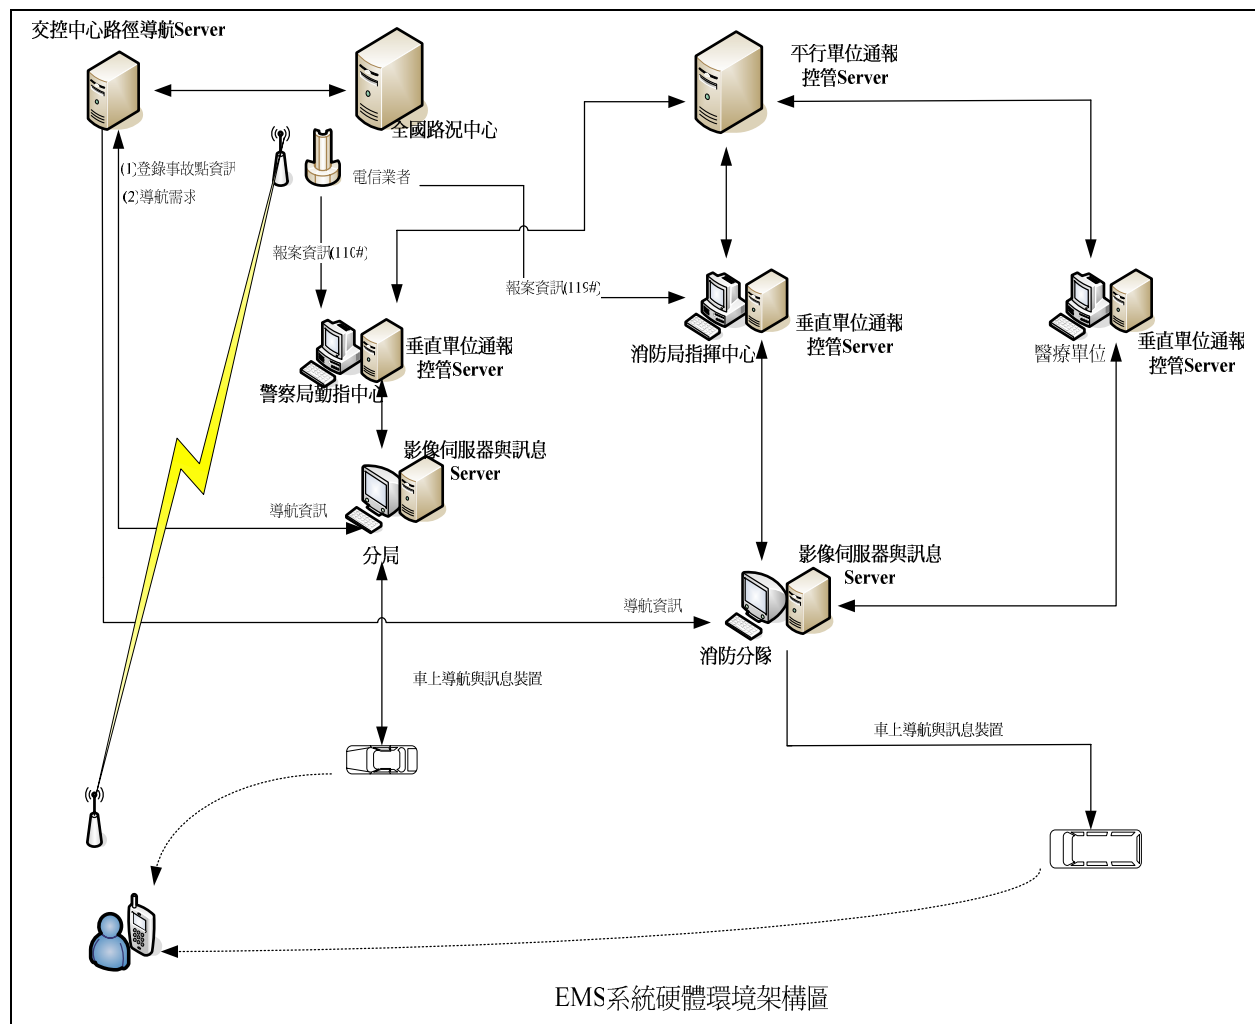 交控中心路徑導航Server
全國路況中心
平行單位通報
控管Server
(1)登錄事故點資訊
(2)導航需求
電信業者
報案資訊(110#)
報案資訊(119#)
垂直單位通報
控管Server
警察局勤指中心
消防局指揮中心
垂直單位通報
控管Server
醫療單位
垂直單位通報
控管Server
影像伺服器與訊息
Server
導航資訊
分局
影像伺服器與訊息
Server
導航資訊
消防分隊
車上導航與訊息裝置
車上導航與訊息裝置
EMS系統硬體環境架構圖